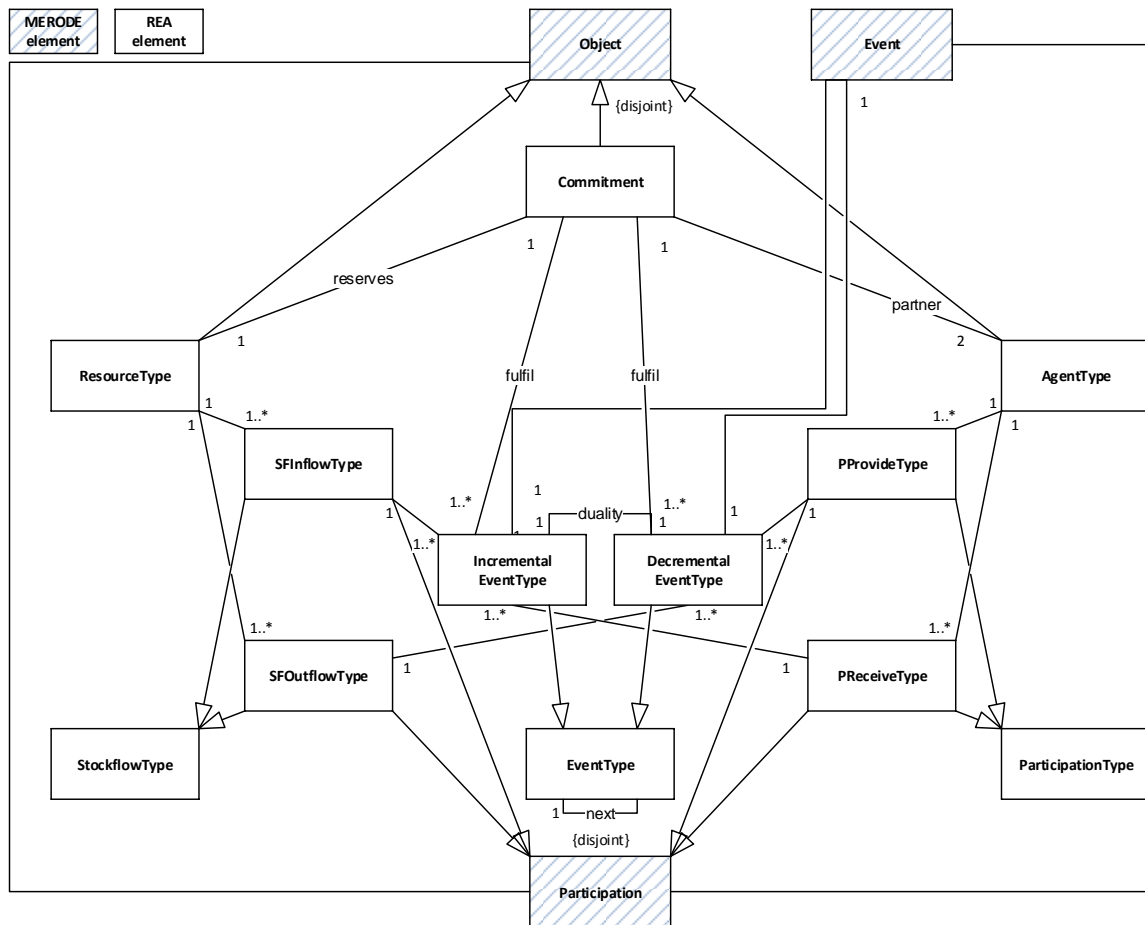 MERODE
element
REA
element
Object
Event
{disjoint}
1
Commitment
1
1
reserves
partner
1
2
ResourceType
fulfil
fulfil
AgentType
1
1..*
1..*
1
1
1
SFInflowType
PProvideType
1
1..*
1
duality
1..*
1
1
1
1
1
1..*
1..*
Incremental
EventType
Decremental
EventType
1..*
1..*
1..*
1..*
SFOutflowType
1
1
PReceiveType
StockflowType
EventType
ParticipationType
1
next
{disjoint}
Participation